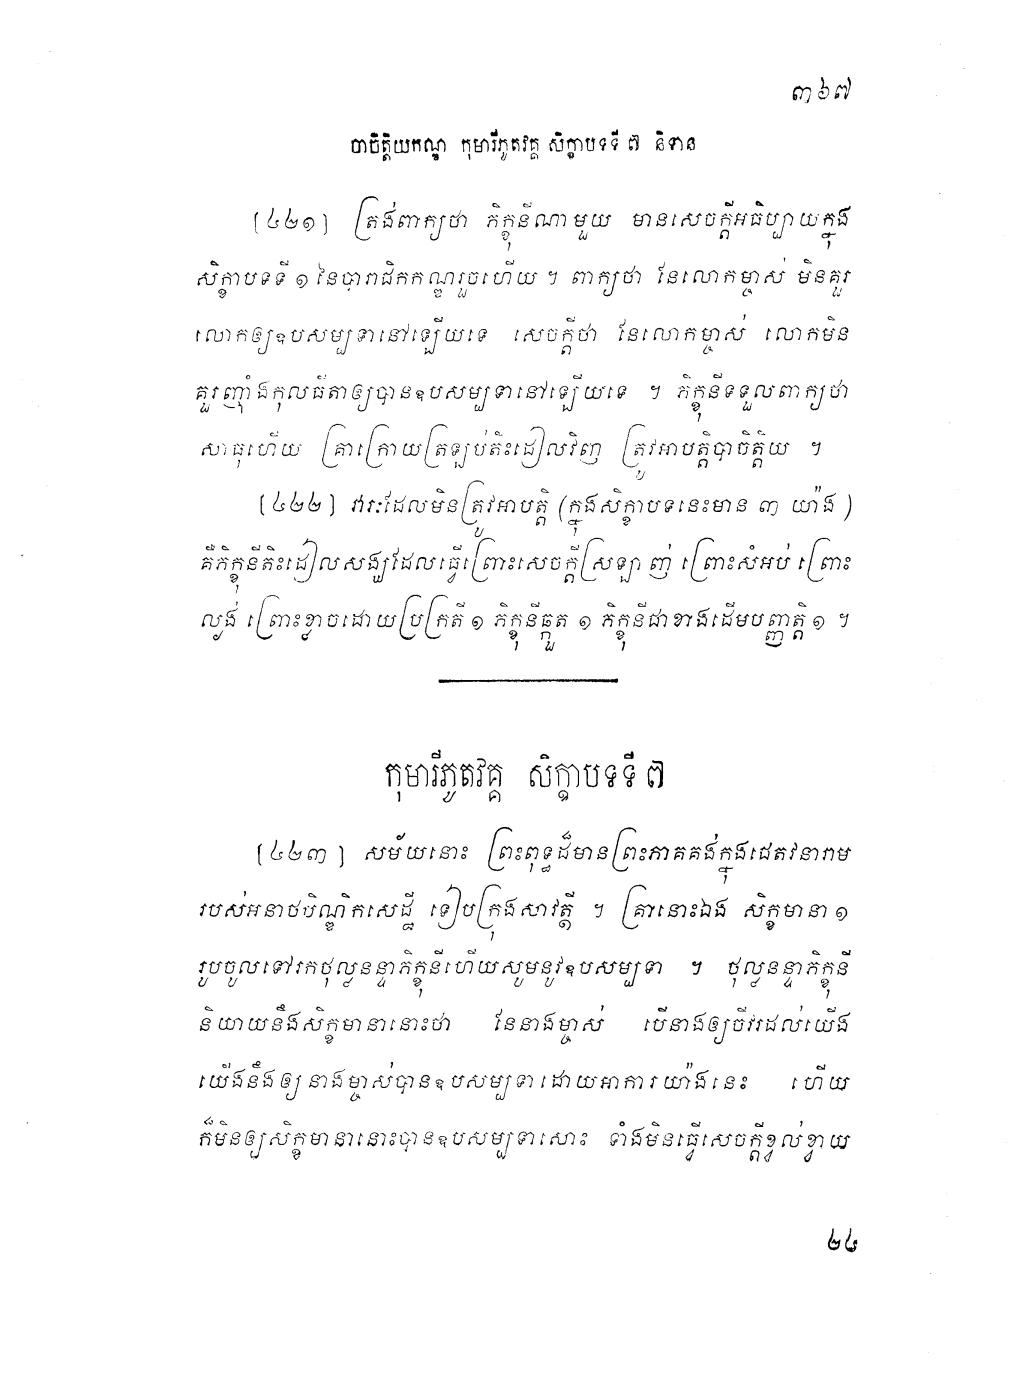 ៣៦៧
បាចិត្តិយកណ្ឌ កុមារីភូតវគ្គ សិក្ខាបទទី ៧ និទាន
[៤២១] ត្រង់ពាក្យថា ភិក្ខុនីណាមួយ មានសេចក្តីអធិប្បាយក្នុង
សិក្ខាបទទី ១ នៃបារាជិកកណ្ឌរួចហើយ ។ ពាក្យថា នែលោកម្ចាស់ មិនគួរ
លោកឲ្យឧបសម្បទានៅឡើយទេ សេចក្តីថា នែលោកម្ចាស់ លោកមិន
គួរញ៉ាំងកុលធីតាឲ្យបានឧបសម្បទានៅឡើយទេ ។ ភិក្ខុនីទទួលពាក្យថា
សាធុហើយ គ្រាក្រោយត្រឡប់តិះដៀលវិញ ត្រូវអាបត្តិបាចិត្តិយ ។
[៤២២] វារៈដែលមិនត្រូវអាបត្តិ (ក្នុងសិក្ខាបទនេះមាន ៣ យ៉ាង )
គឺភិក្ខុនីតិះដៀលសង្ឃដែលធ្វើព្រោះសេចក្តីស្រឡាញ់ ព្រោះសំអប់ ព្រោះ
ល្ងង់ ព្រោះខ្លាចដោយប្រក្រតី ១ ភិក្ខុនីឆ្កួត ១ ភិក្ខុនីជាខាងដើមបញ្ញត្តិ ១ ។
កុមារីភូតវគ្គ សិក្ខាបទទី ៧
[៤២៣] សម័យនោះ ព្រះពុទ្ធដ៏មានព្រះភាគគង់ក្នុងជេតវនារាម
របស់អនាថបិណ្ឌិកសេដ្ឋី ទៀបក្រុងសាវត្ថី ។ គ្រានោះឯង សិក្ខមានា ១
រូបចូលទៅរកថុល្លនន្ទាភិក្ខុនីហើយសូមនូវឧបសម្បទា ។ ថុល្លនន្ទាភិក្ខុនី
និយាយនឹងសិក្ខមានានោះថា នែនាងម្ចាស់ បើនាងឲ្យចីវរដល់យើង
យើងនឹងឲ្យនាងម្ចាស់បានឧបសម្បទាដោយអាការយ៉ាងនេះ ហើយ
ក៏មិនឲ្យសិក្ខមានានោះបានឧបសម្បទាសោះ ទាំងមិនធ្វើសេចក្តីខ្វល់ខ្វាយ
២៤